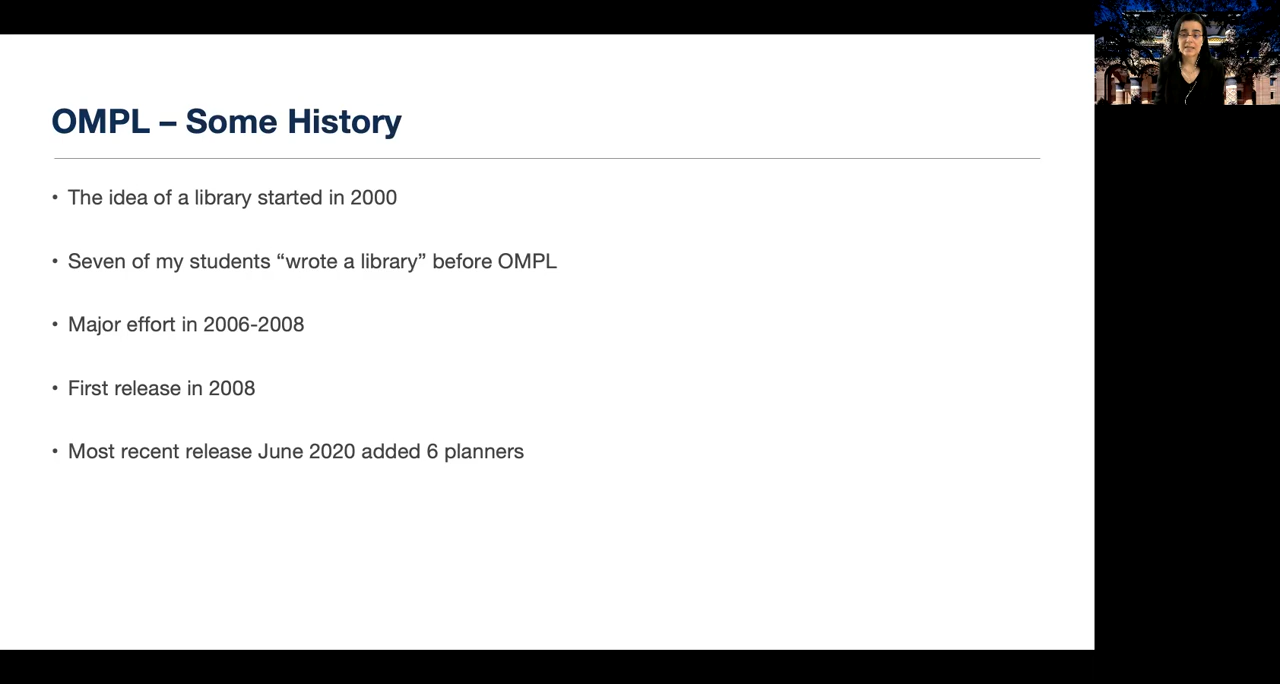 OMPL – Some History
• The idea of a library started in 2000
• Seven of my students “wrote a library” before OMPL
• Major effort in 2006-2008
• First release in 2008
• Most recent release June 2020 added 6 planners